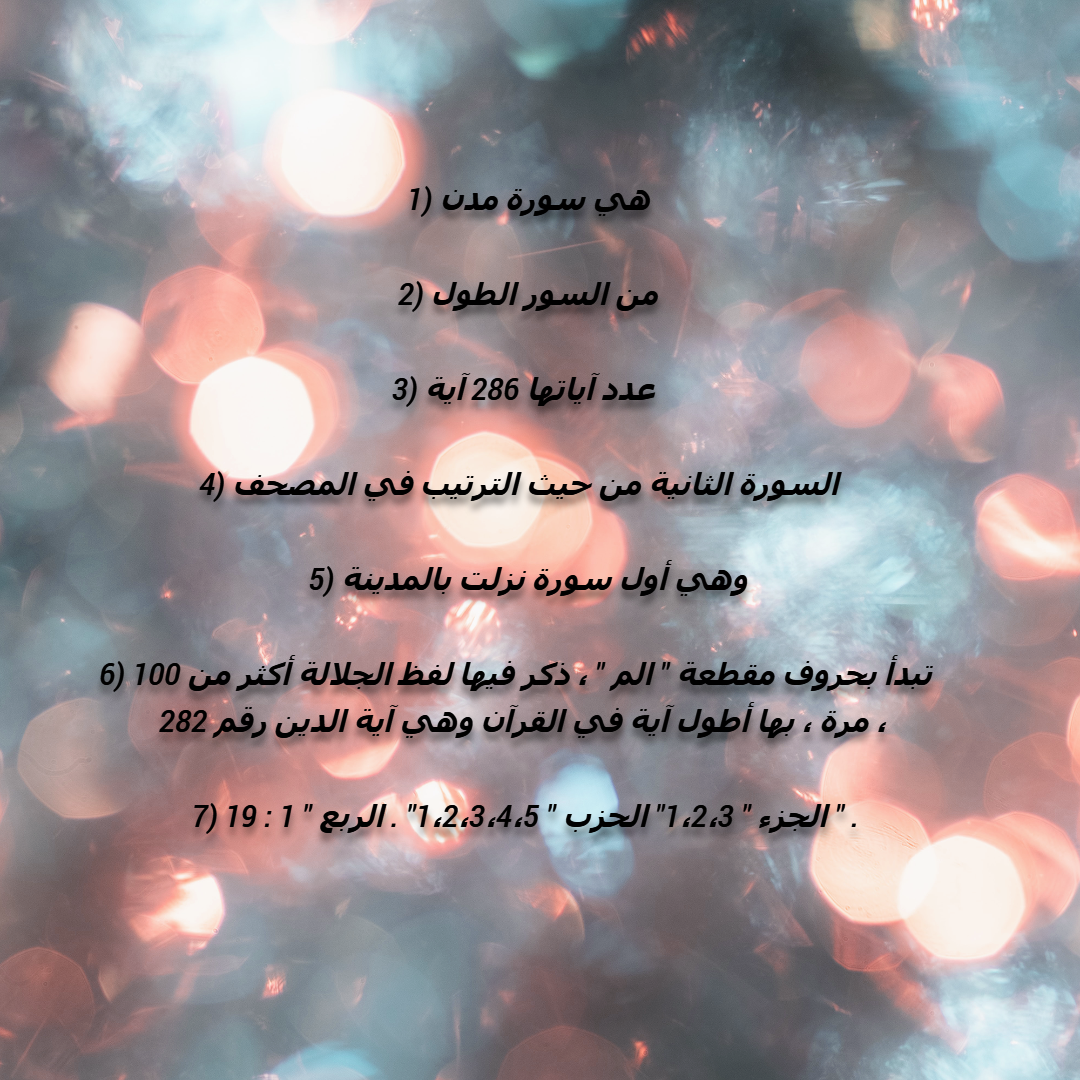 1) هي سورة مدن
2) من السور الطول
3) عدد آياتها 286 آية
4) السورة الثانية من حيث الترتيب في المصحف
5) وهي أول سورة نزلت بالمدينة
6) تبدأ بحروف مقطعة " الم " ، ذكر فيها لفظ الجلالة أكثر من 100
مرة ، بها أطول آية في القرآن وهي آية الدين رقم 282 ،
7) الجزء " 1،2،3" الحزب " 1،2،3،4،5" . الربع " 1 : 19 " .